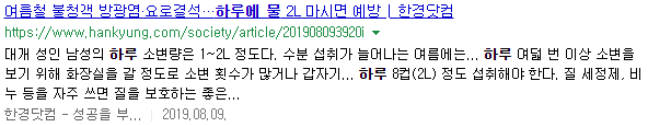 여름철 불청객 방광염·요로결석…하루에 물 2L 마시면 예방 | 한경닷컴
https://www.hankyung.com/society/article/201908093920i
대개 성인 남성의 하루 소변량은 1~2L 정도다. 수분 섭취가 늘어나는 여름에는... 하루 여덟 번 이상 소변을
보기 위해 화장실을 갈 정도로 소변 횟수가 많거나 갑자기... 하루 8컵(2L) 정도 섭취해야 한다. 질 세정제, 비
누 등을 자주 쓰면 질을 보호하는 좋은...
한경닷컴 - 성공을 부... | 2019.08.09.